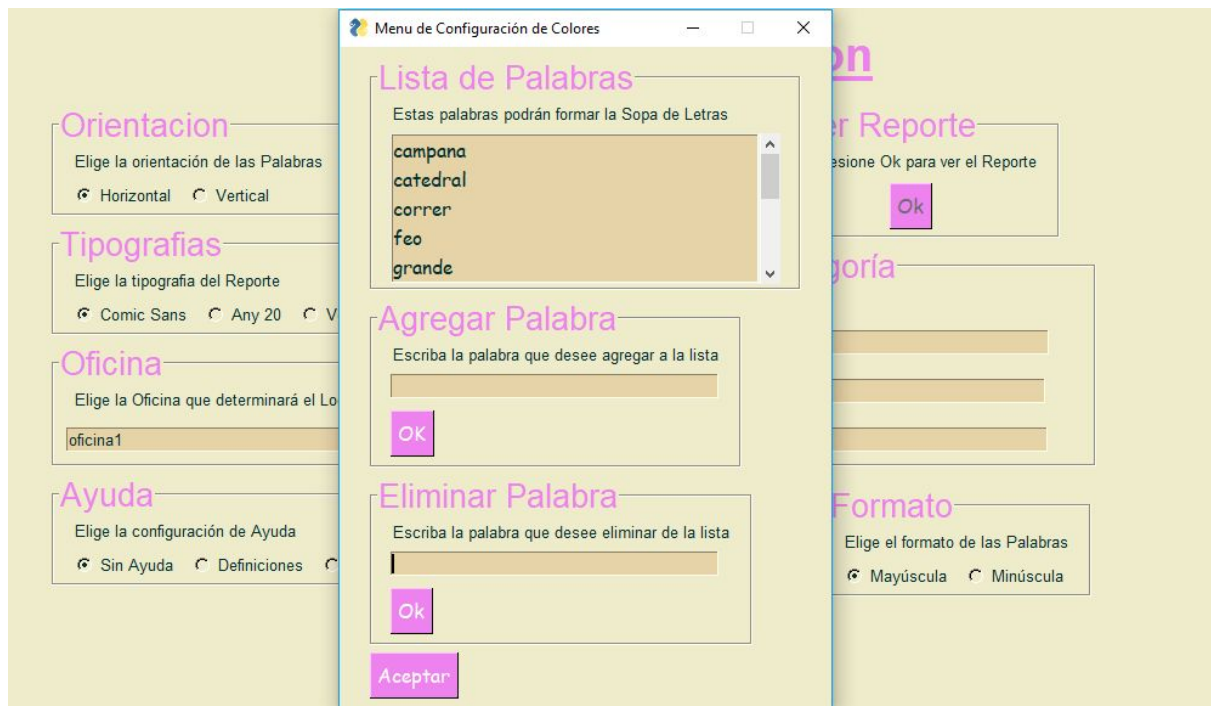 Menu de Configuración de Colores
Lista de Palabras
Estas palabras podrán formar la Sopa de Letras
campana
catedral
correr
feo
grande
Agregar Palabra
Escriba la palabra que desee agregar a la lista
OK
Eliminar Palabra
Escriba la palabra que desee eliminar de la lista
Ok
Aceptar
Orientacion
Elige la orientación de las Palabras
Horizontal Vertical
Tipografias
Elige la tipografia del Reporte
Comic Sans Any 20 V
Oficina
Elige la Oficina que determinará el Lo
oficina1
Ayuda
Elige la configuración de Ayuda
Sin Ayuda Definiciones
on
er Reporte
esione Ok para ver el Reporte
Ok
goría
Formato
Elige el formato de las Palabras
Mayúscula Minúscula